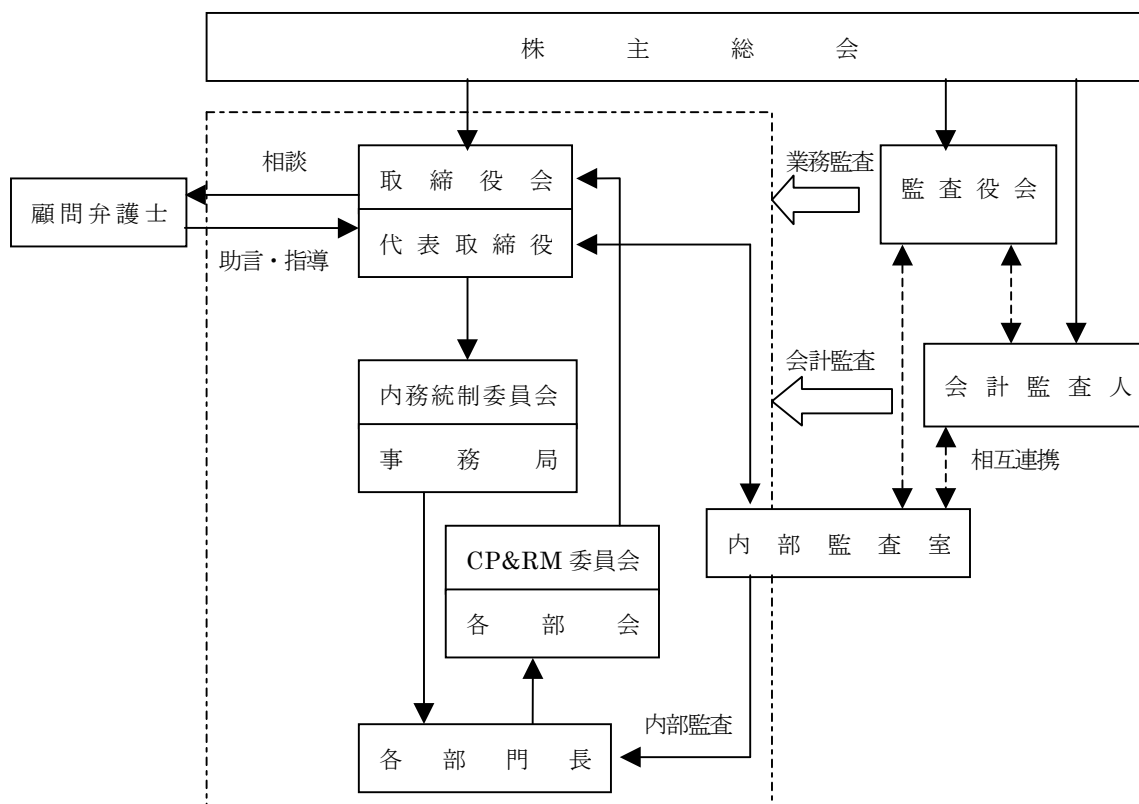 株主総会
相談
取締役会
業務監査
監査役会
顧問弁護士
代表取締役
助言・指導
内務統制委員会
会計監査
会計監査人
事務局
相互連携
内部監査室
CP&RM 委員会
各部会
内部監査
各部門長